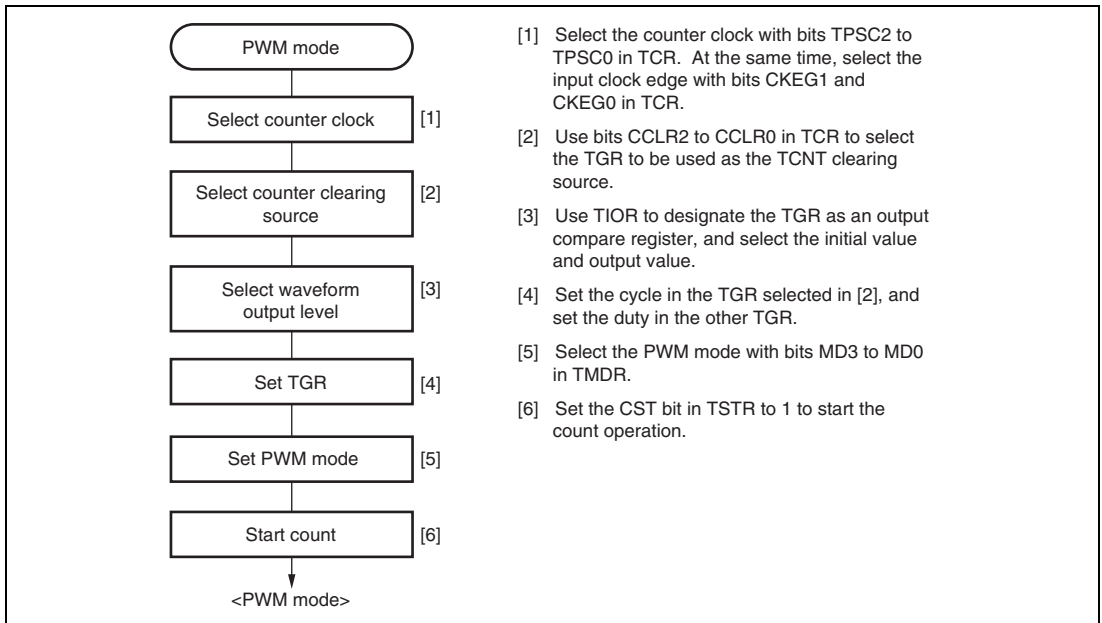 PWM mode
Select counter clock
[1]
Select counter clearing
source
[2]
Select waveform
output level
[3]
Set TGR
[4]
Set PWM mode
[5]
Start count
[6]
<PWM mode>
[1] Select the counter clock with bits TPSC2 to
TPSC0 in TCR. At the same time, select the
input clock edge with bits CKEG1 and
CKEG0 in TCR.
[2] Use bits CCLR2 to CCLR0 in TCR to select
the TGR to be used as the TCNT clearing
source.
[3] Use TIOR to designate the TGR as an output
compare register, and select the initial value
and output value.
[4] Set the cycle in the TGR selected in [2], and
set the duty in the other TGR.
[5] Select the PWM mode with bits MD3 to MD0
in TMDR.
[6] Set the CST bit in TSTR to 1 to start the
count operation.